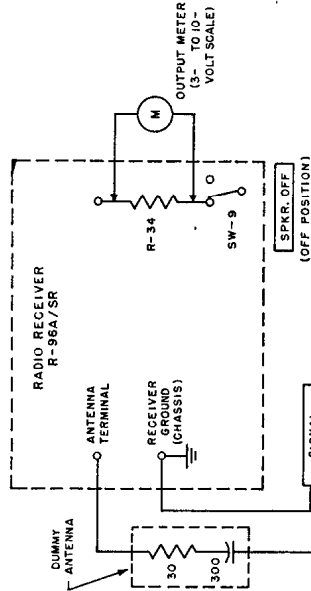 RADIO RECEIVER
R-96A/SR
DUMMY
ANTENNA
ANTENNA
TERMINAL
RECEIVER
GROUND
(CHASSIS)
30
300
R-34
SW-9
M
OUTPUT METER
(3- TO 10-
VOLT SCALE)
SPKR. OFF
(OFF POSITION)